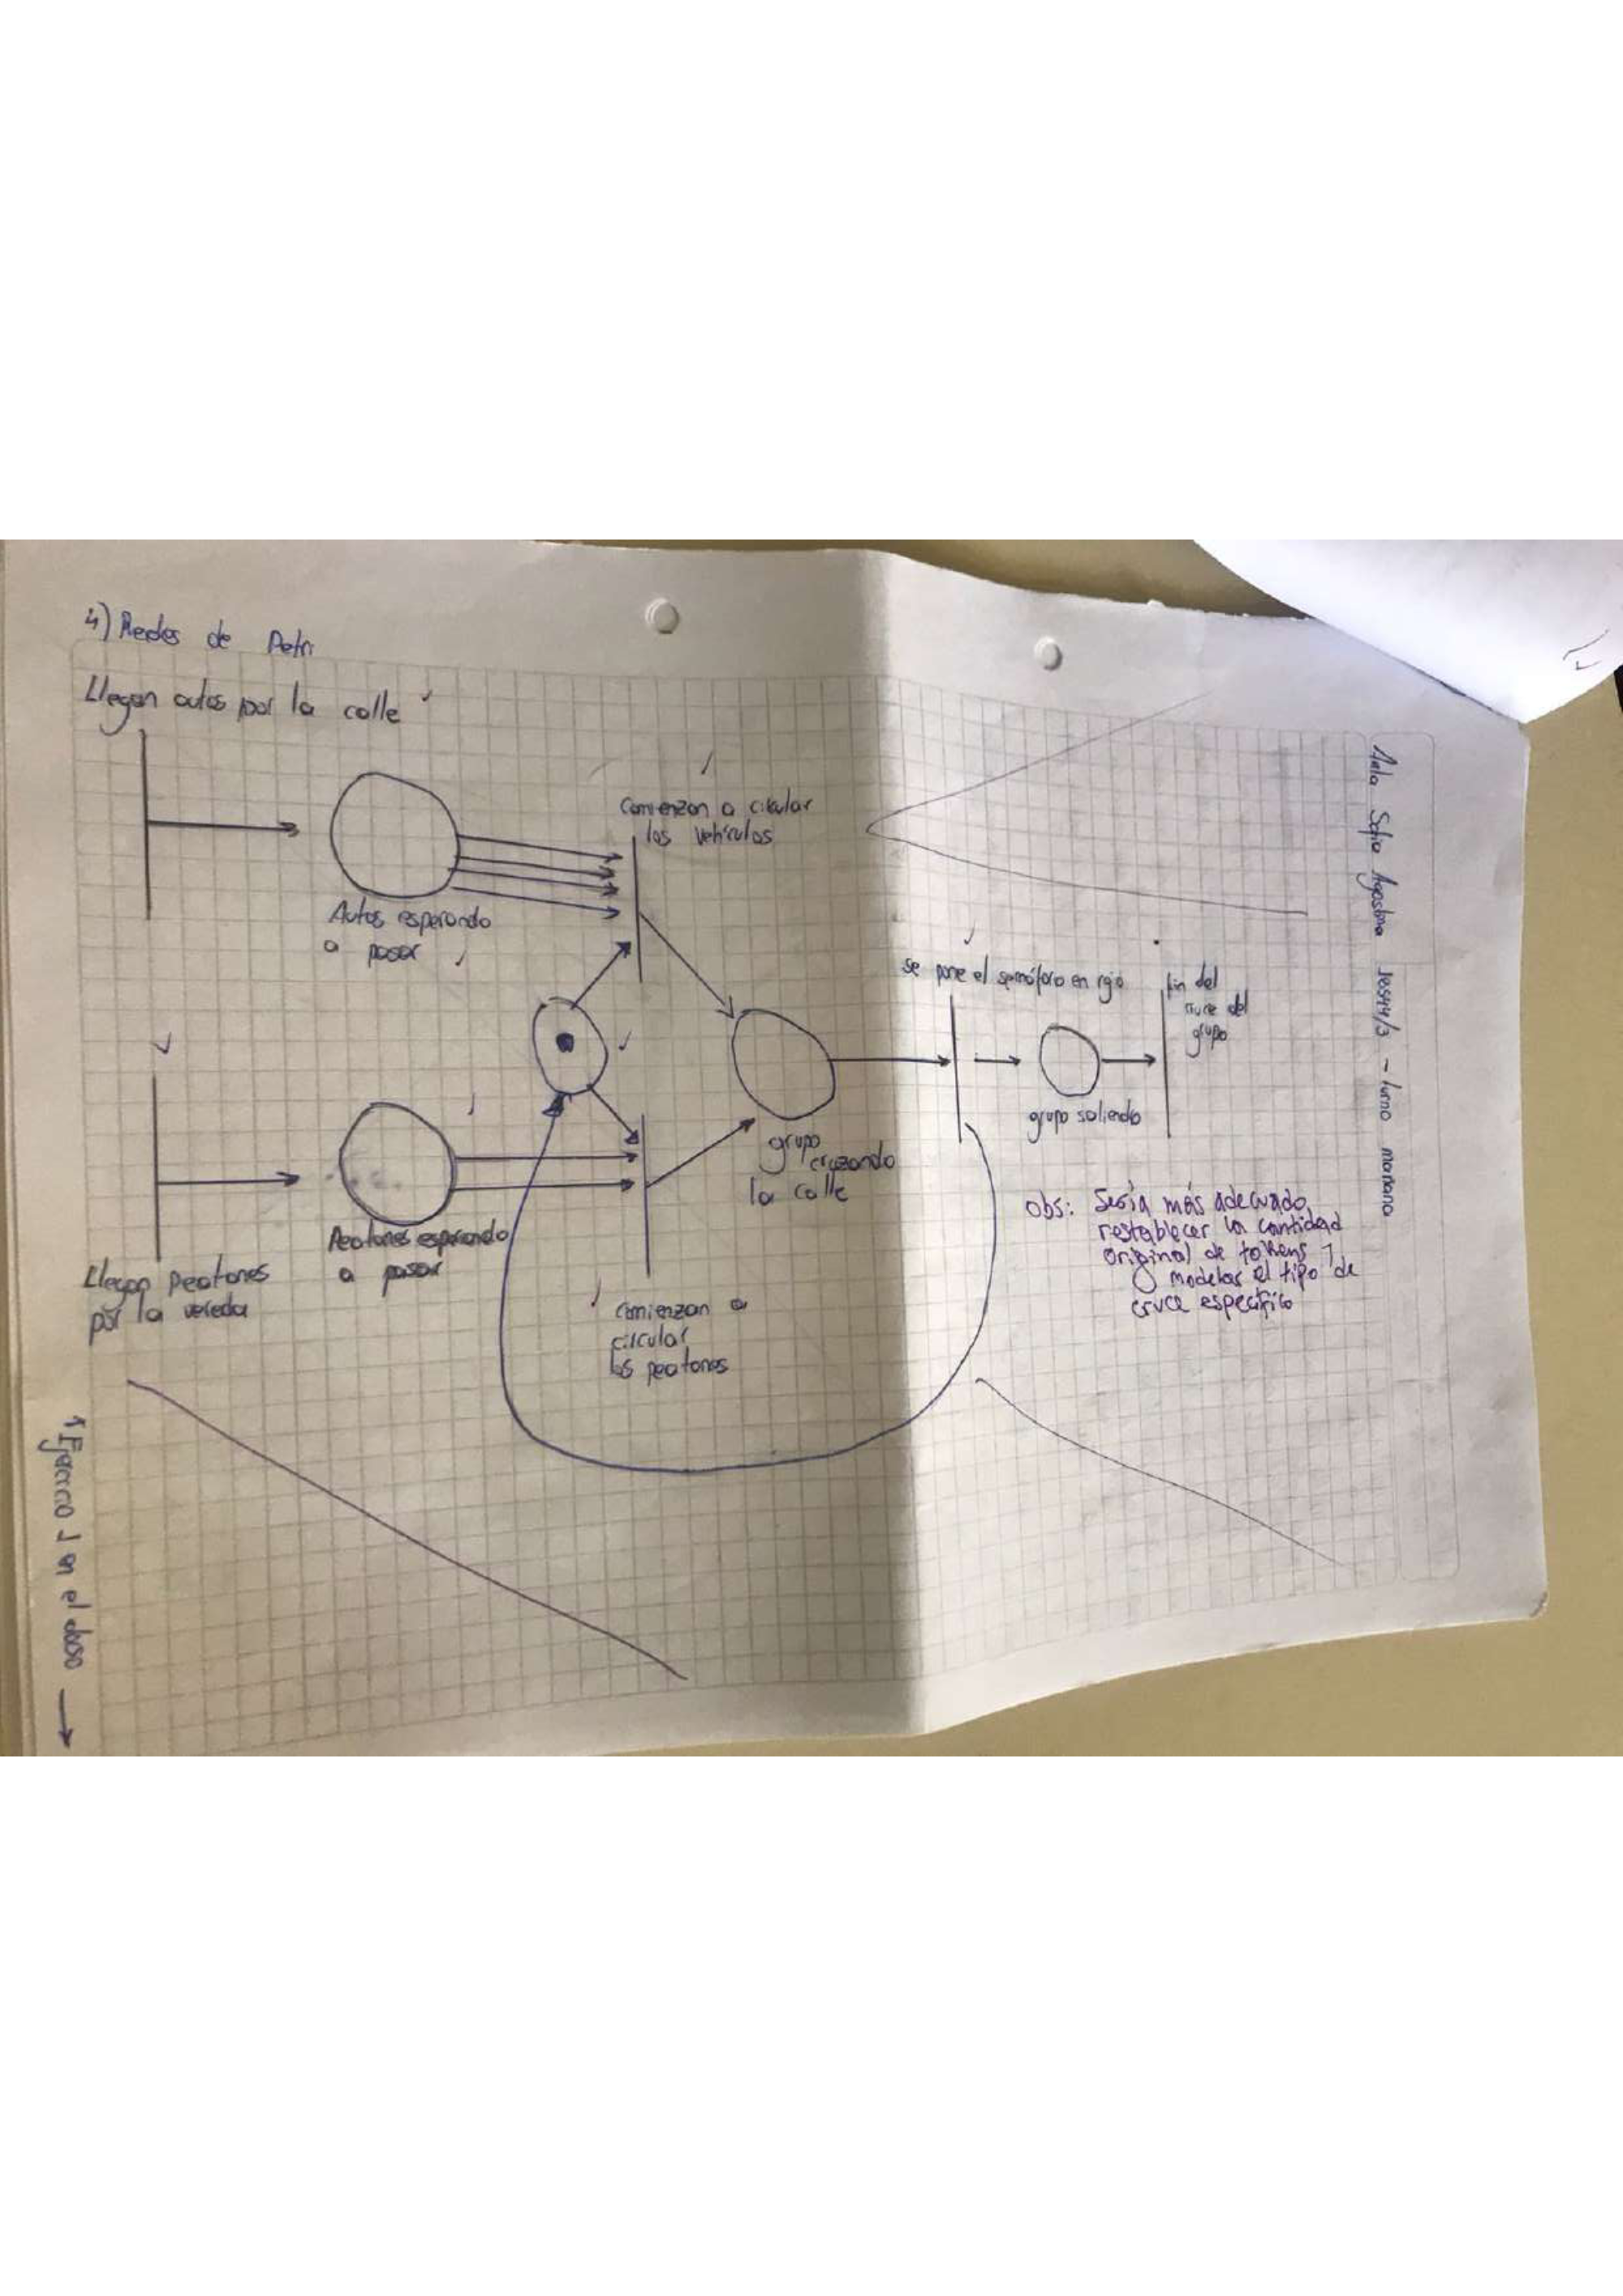 4) Redes de Petri
Llegan autos por la calle
Comienzan a circular
los vehículos
Autos esperando
a pasar
se pone el semáforo en rojo
fin del
cruce del
grupo
grupo saliendo
grupo
cruzando
la calle
Peatones esperando
a pasar
Llegan Peatones
por la vereda
Comienzan a
circular
los peatones
Obs: Sería más adecuado
restablecer la cantidad
original de tokens y
modelar el tipo de
cruce específico
Sofia Agostina - turno mañana
Ejercicio 1 en el dorso